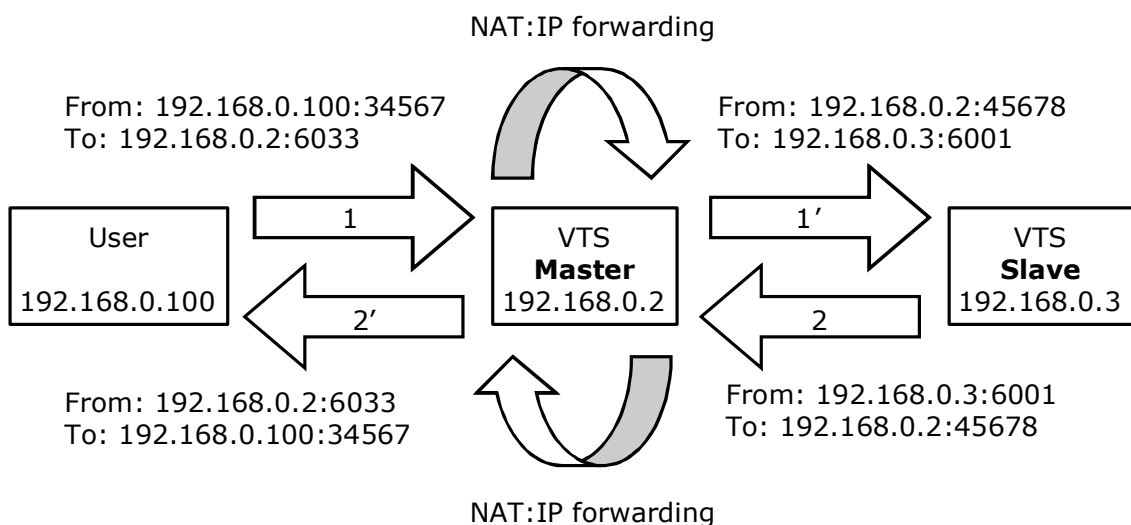 NAT:IP forwarding
From: 192.168.0.100:34567
To: 192.168.0.2:6033
From: 192.168.0.2:45678
To: 192.168.0.3:6001
User
192.168.0.100
1
VTS
Master
192.168.0.2
1’
VTS
Slave
192.168.0.3
2’
2
From: 192.168.0.2:6033
To: 192.168.0.100:34567
From: 192.168.0.3:6001
To: 192.168.0.2:45678
NAT:IP forwarding